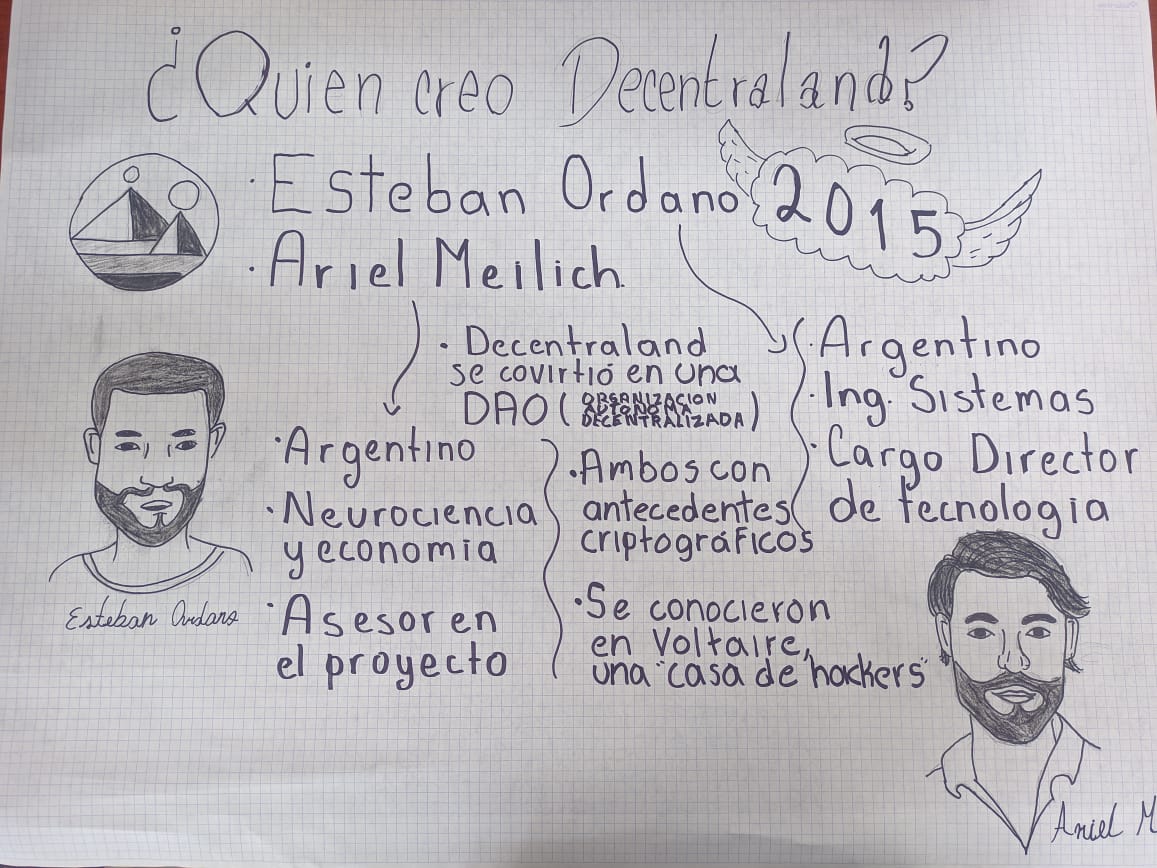 ¿Quien creo Decentraland?
· Esteban Ordano
2015
· Ariel Meilich.
· Decentraland
se covirtió en una
DAO (ORGANIZACION
AUTONOMA
DECENTRALIZADA)
· Argentino
· Neurociencia
y economia
· Asesor en
el proyecto
· Ambos con
antecedentes
criptográficos
· Se conocieron
en Voltaire,
una "casa de hackers"
· Argentino
· Ing. Sistemas
· Cargo Director
de tecnologia
Esteban Ordano
Ariel M